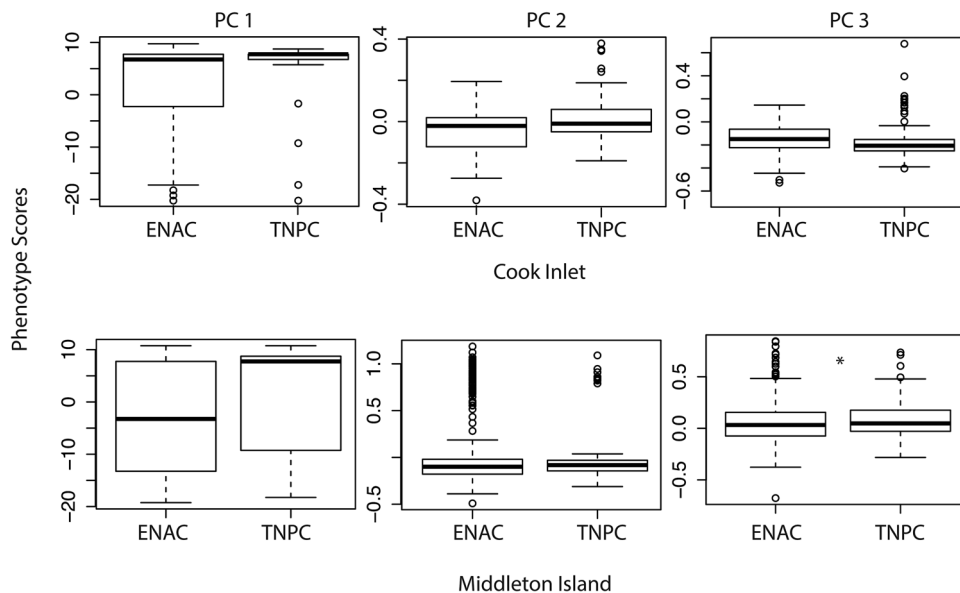 PC 1 PC 2 PC 3
Phenotype Scores
10
0
−10
−20
ENAC TNPC
0.4
0.0
−0.4
ENAC TNPC
0.4
0.0
−0.6
ENAC TNPC
Cook Inlet
10
0
−10
−20
ENAC TNPC
1.0
0.5
−0.5
ENAC TNPC
*
0.5
0.0
−0.5
ENAC TNPC
Middleton Island